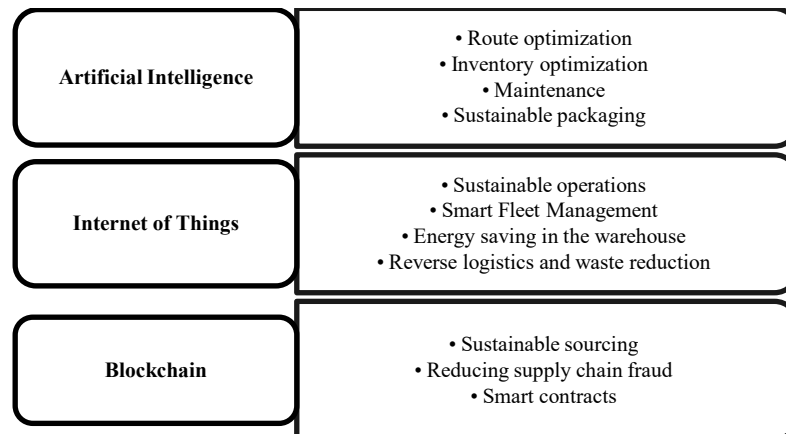 Artificial Intelligence
• Route optimization
• Inventory optimization
• Maintenance
• Sustainable packaging
Internet of Things
• Sustainable operations
• Smart Fleet Management
• Energy saving in the warehouse
• Reverse logistics and waste reduction
Blockchain
• Sustainable sourcing
• Reducing supply chain fraud
• Smart contracts